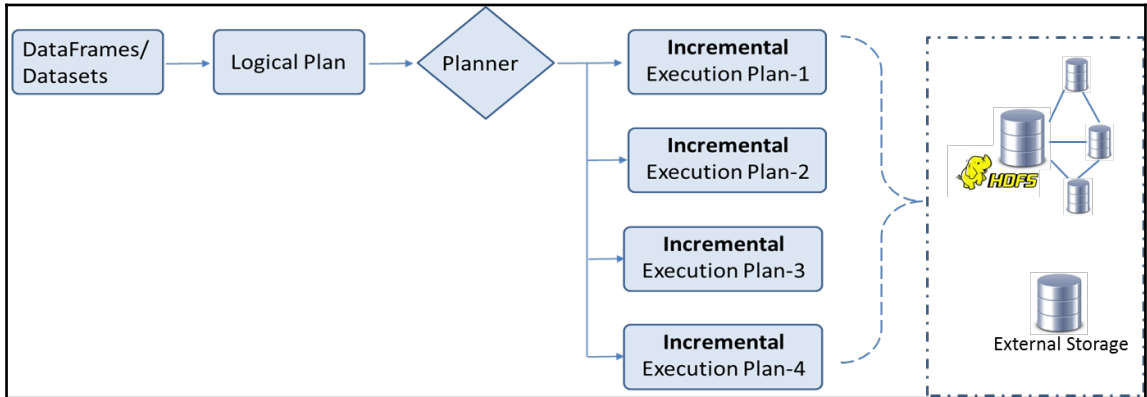 DataFrames/
Datasets
Logical Plan
Planner
Incremental
Execution Plan-1
Incremental
Execution Plan-2
Incremental
Execution Plan-3
Incremental
Execution Plan-4
HDFS
External Storage